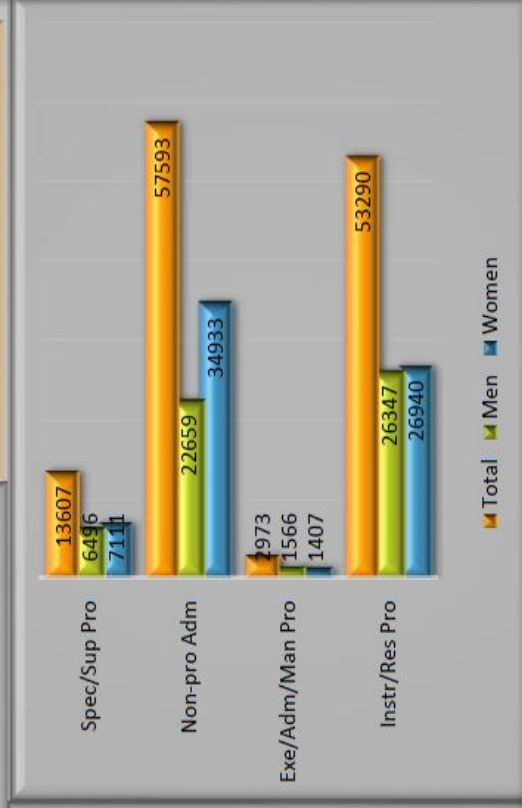 Spec/Sup Pro
13607
6496
7111
Non-pro Adm
57593
22659
34933
Exe/Adm/Man Pro
2973
1566
1407
Instr/Res Pro
53290
26347
26940
Total Men Women